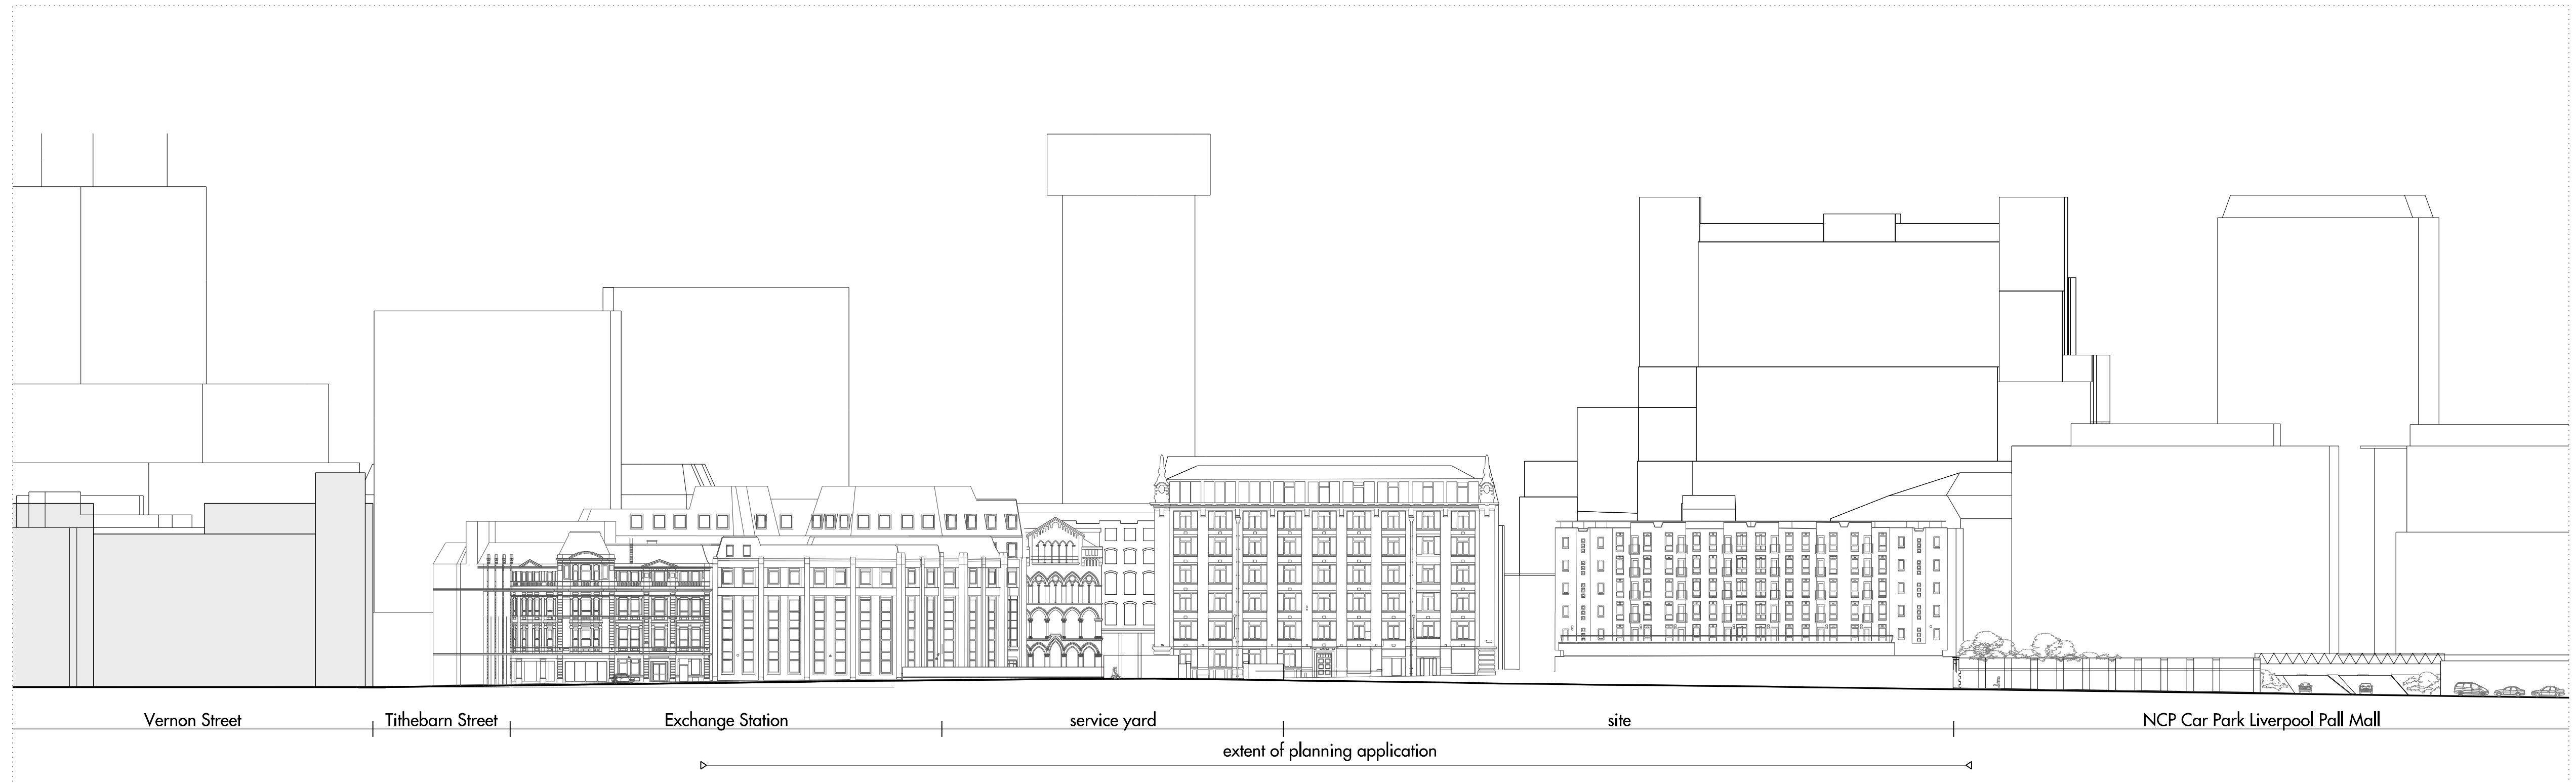 Vernon Street
Tithebarn Street
Exchange Station
service yard
site
NCP Car Park Liverpool Pall Mall
extent of planning application